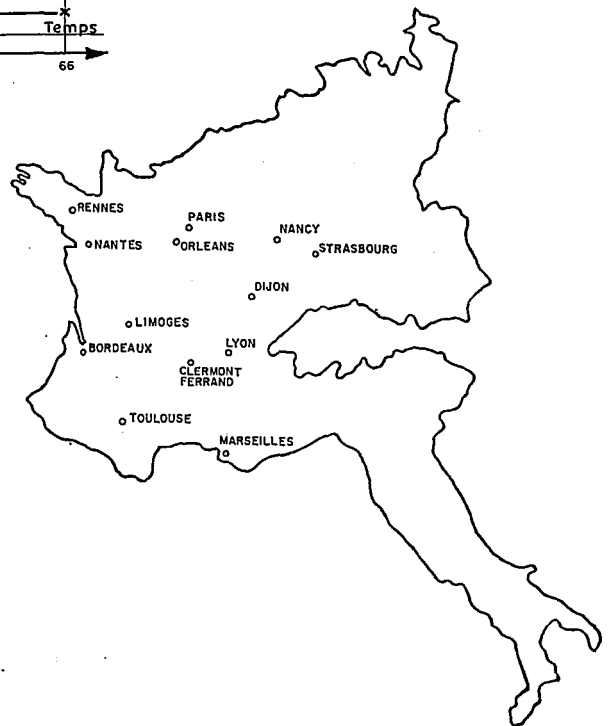 Temps
66
RENNES
PARIS
NANTES
ORLEANS
NANCY
STRASBOURG
DIJON
LIMOGES
BORDEAUX
LYON
CLERMONT
FERRAND
TOULOUSE
MARSEILLES